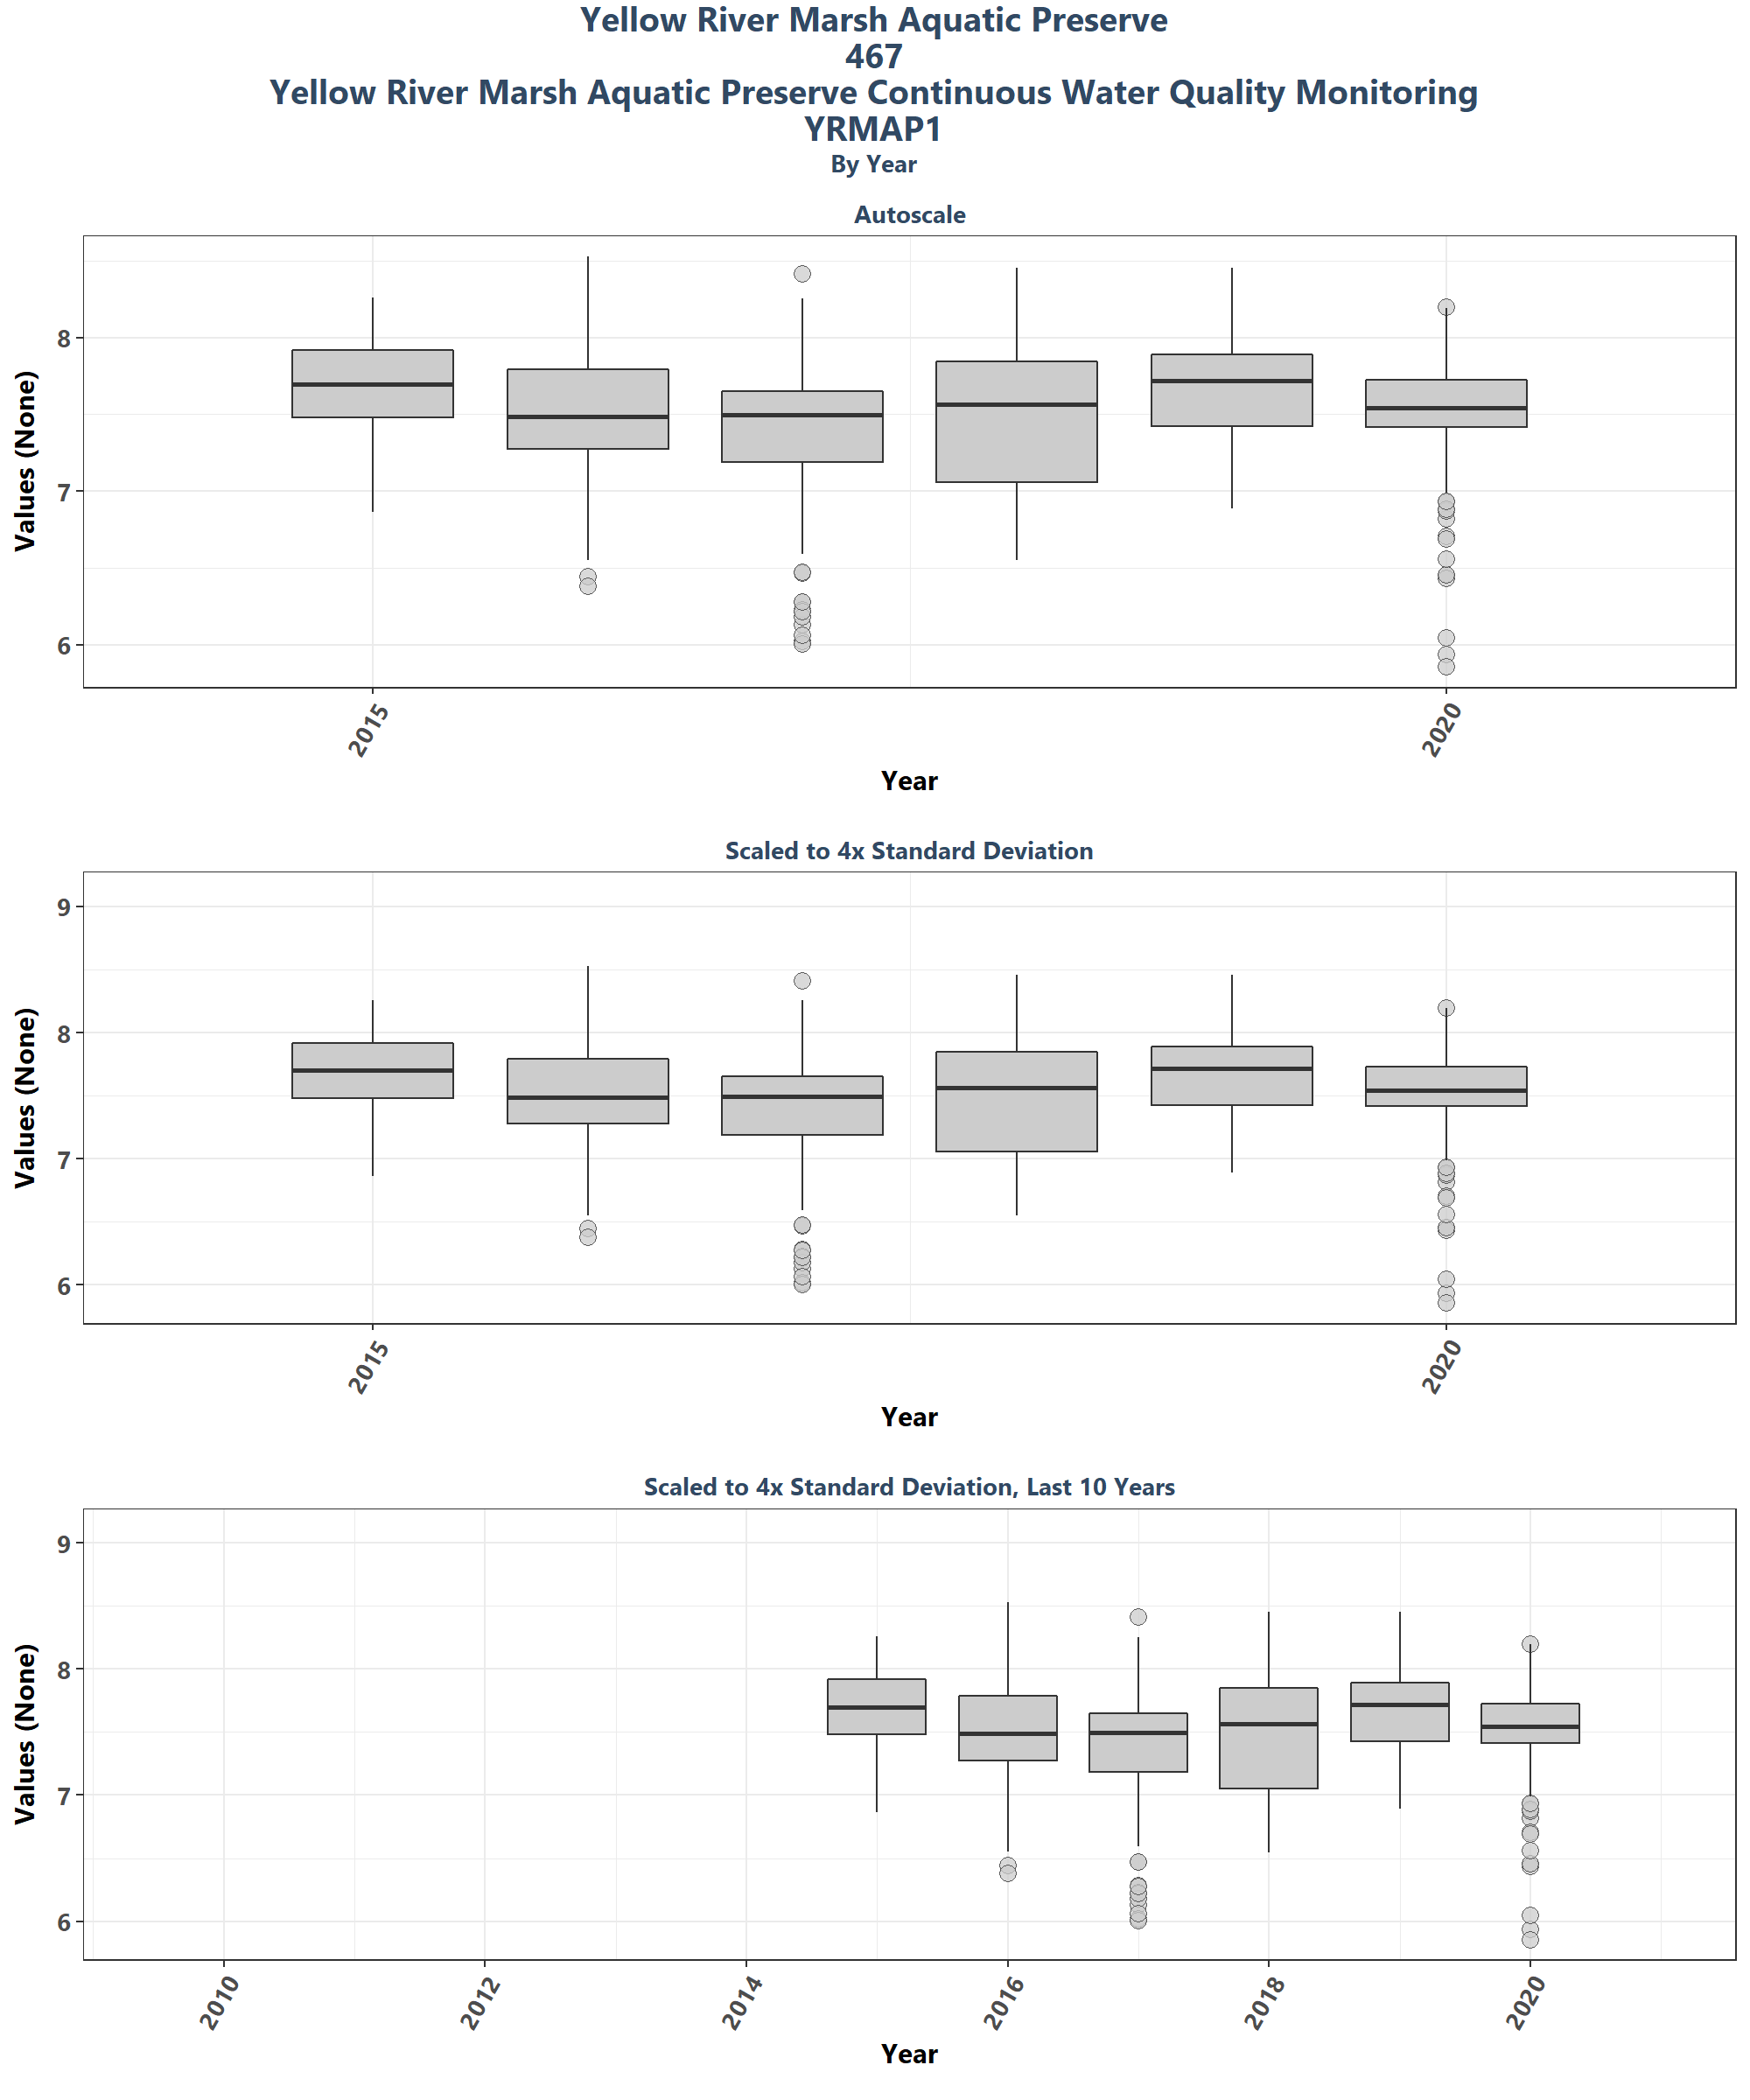 Yellow River Marsh Aquatic Preserve
467
Yellow River Marsh Aquatic Preserve Continuous Water Quality Monitoring
YRMAP1
By Year
Autoscale
Values (None)
8
7
6
2015 2020
Year
Scaled to 4x Standard Deviation
Values (None)
9
8
7
6
2015 2020
Year
Scaled to 4x Standard Deviation, Last 10 Years
Values (None)
9
8
7
6
2010 2012 2014 2016 2018 2020
Year